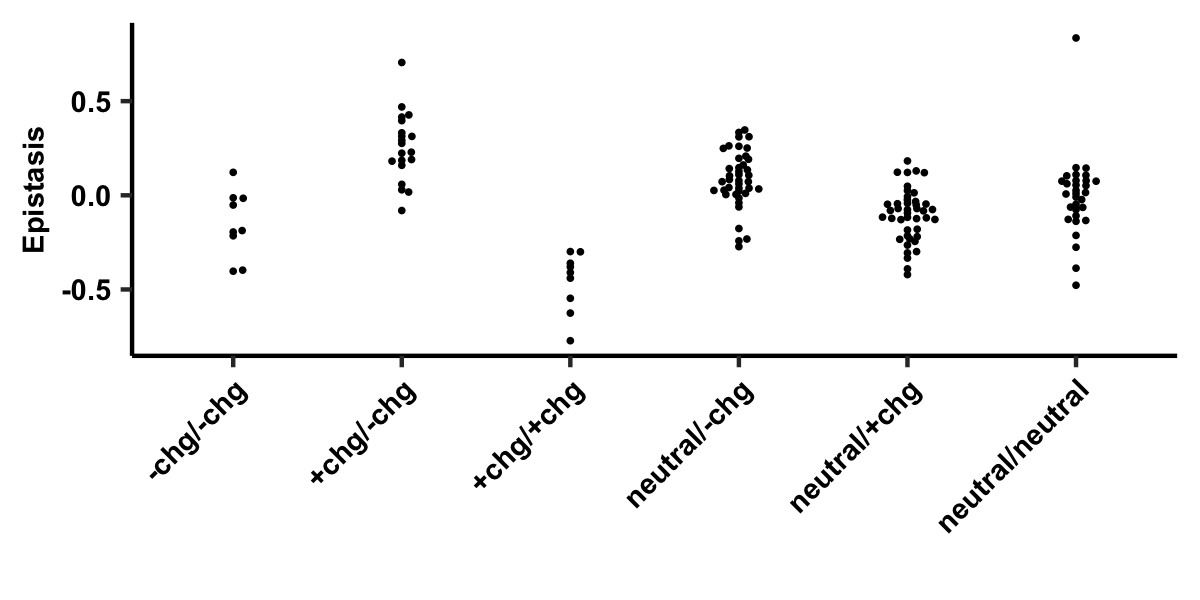 Epistasis
0.5
0.0
-0.5
-chg/-chg
+chg/-chg
+chg/+chg
neutral/-chg
neutral/+chg
neutral/neutral